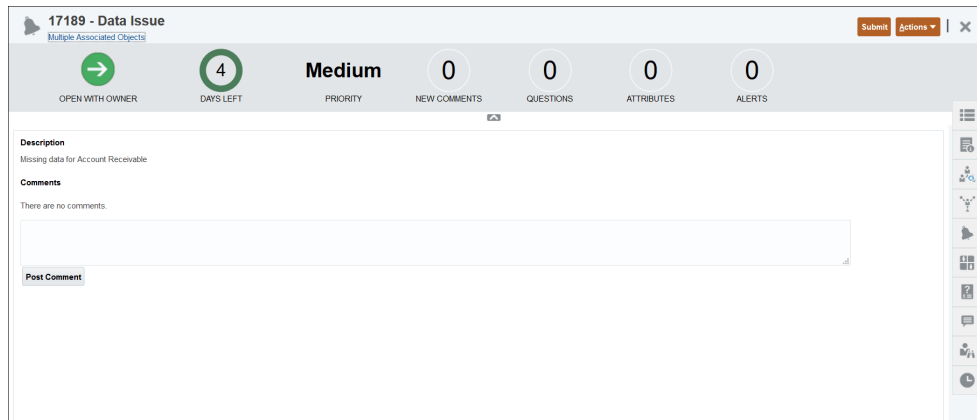 17189 - Data Issue
Multiple Associated Objects
Submit
Actions
4
Medium
0
0
0
0
OPEN WITH OWNER
DAYS LEFT
PRIORITY
NEW COMMENTS
QUESTIONS
ATTRIBUTES
ALERTS
Description
Missing data for Account Receivable
Comments
There are no comments.
Post Comment